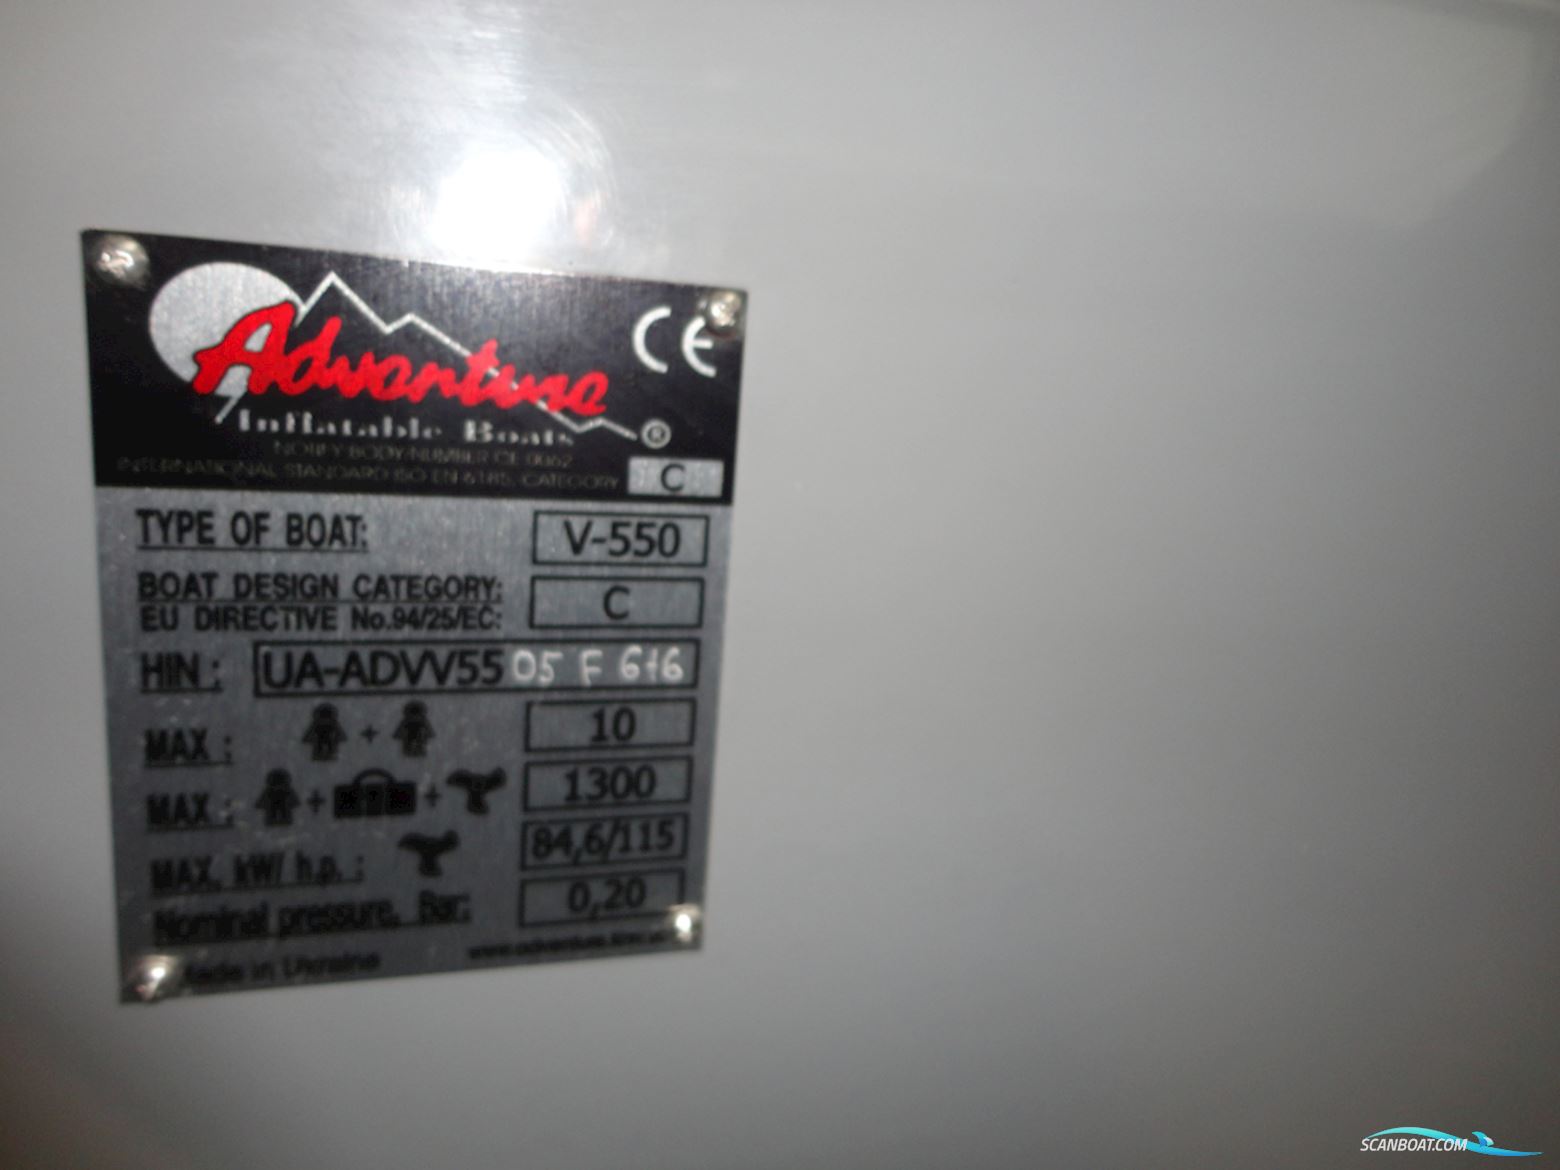 Adventure
CE
Inflatable Boats ®
NOTIFY BODY NUMBER CE 0062
INTERNATIONAL STANDARD ISO EN 6185, CATEGORY C
TYPE OF BOAT: V-550
BOAT DESIGN CATEGORY:
EU DIRECTIVE No.94/25/EC: C
HIN : UA-ADVV55 05 F 616
MAX : + 10
MAX : + + 1300
MAX. kW/ h.p. : 84,6/115
Nominal pressure, Bar: 0,20
Made in Ukraine
SCANBOAT.COM